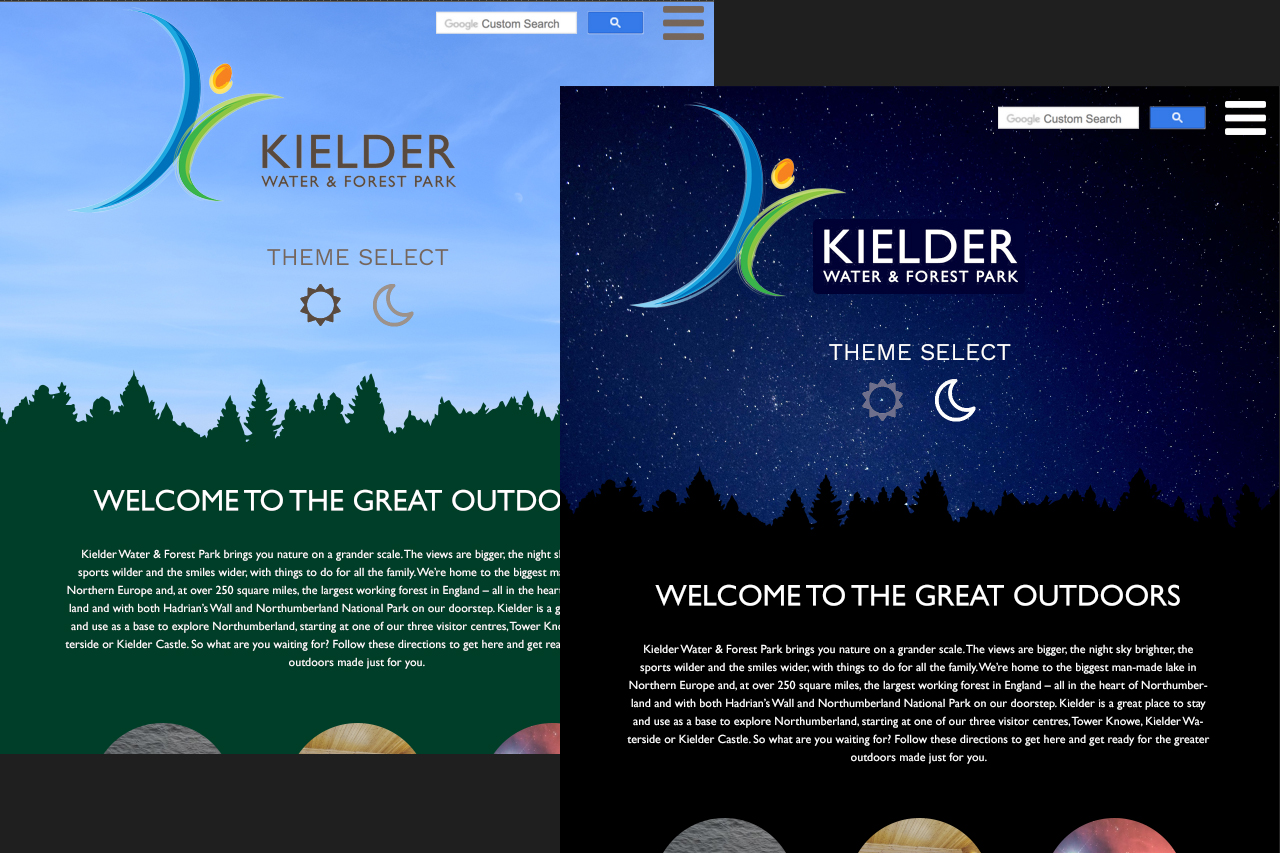 Google Custom Search
KIELDER
WATER & FOREST PARK
THEME SELECT
WELCOME TO THE GREAT OUTDO
Kielder Water & Forest Park brings you nature on a grander scale. The views are bigger, the night s
sports wilder and the smiles wider, with things to do for all the family. We're home to the biggest m
Northern Europe and, at over 250 square miles, the largest working forest in England – all in the hear
land and with both Hadrian's Wall and Northumberland National Park on our doorstep. Kielder is a g
and use as a base to explore Northumberland, starting at one of our three visitor centres, Tower Kno
terside or Kielder Castle. So what are you waiting for? Follow these directions to get here and get rea
outdoors made just for you.
Google Custom Search
KIELDER
WATER & FOREST PARK
THEME SELECT
WELCOME TO THE GREAT OUTDOORS
Kielder Water & Forest Park brings you nature on a grander scale. The views are bigger, the night sky brighter, the
sports wilder and the smiles wider, with things to do for all the family. We're home to the biggest man-made lake in
Northern Europe and, at over 250 square miles, the largest working forest in England – all in the heart of Northumber-
land and with both Hadrian's Wall and Northumberland National Park on our doorstep. Kielder is a great place to stay
and use as a base to explore Northumberland, starting at one of our three visitor centres, Tower Knowe, Kielder Wa-
terside or Kielder Castle. So what are you waiting for? Follow these directions to get here and get ready for the greater
outdoors made just for you.